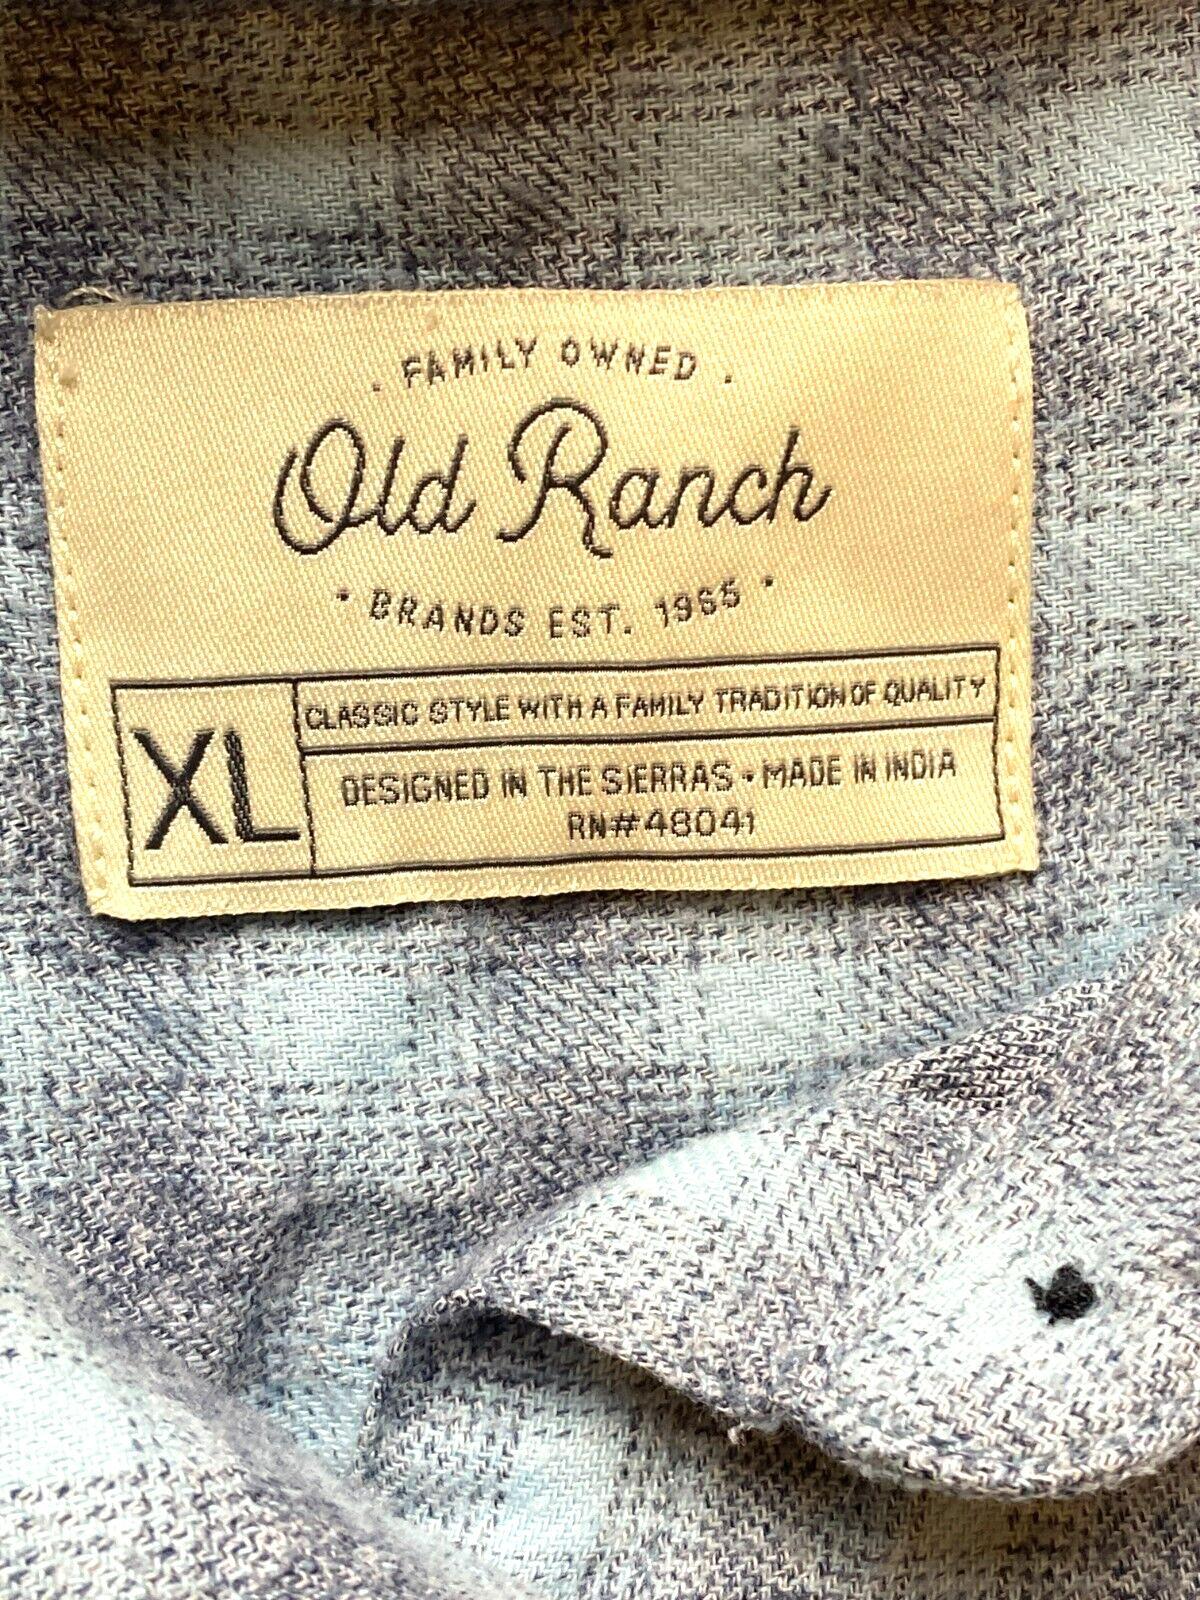 · FAMILY OWNED ·
Old Ranch
· BRANDS EST. 1965 ·
XL
CLASSIC STYLE WITH A FAMILY TRADITION OF QUALITY
DESIGNED IN THE SIERRAS · MADE IN INDIA
RN#48041